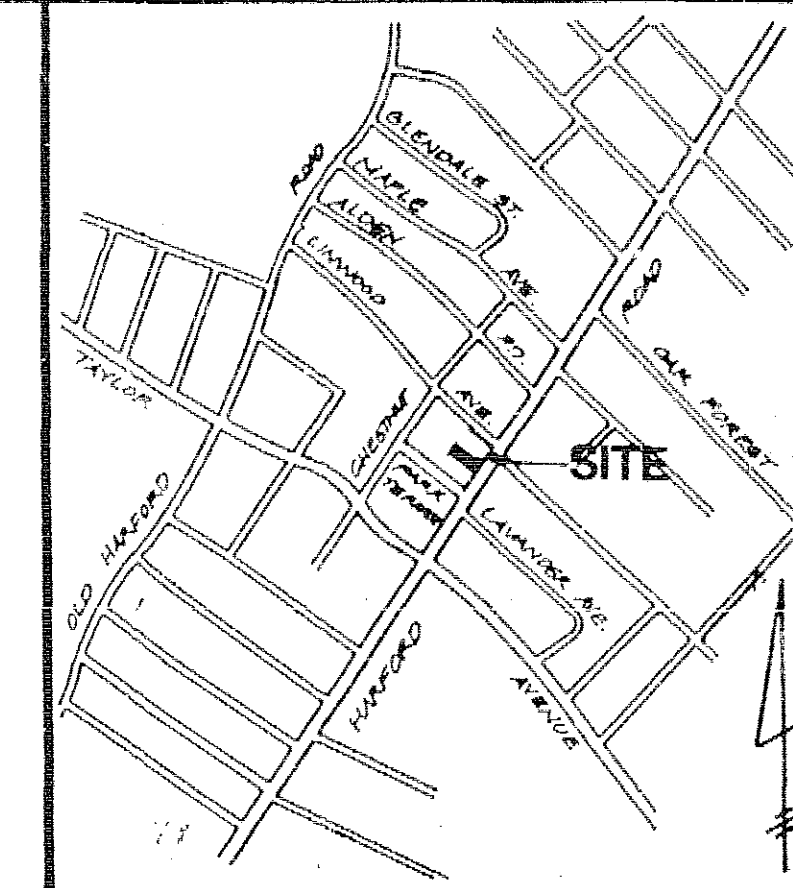 GLENDALE ST.
MAPLE AVE.
ALDEN RD.
LINWOOD AVE.
ROAD
ROAD
OAK FOREST
TAYLOR
CHESTNUT
SITE
PARK
TERRACE
LAVANDER AVE.
OLD HARFORD
HARFORD
AVENUE